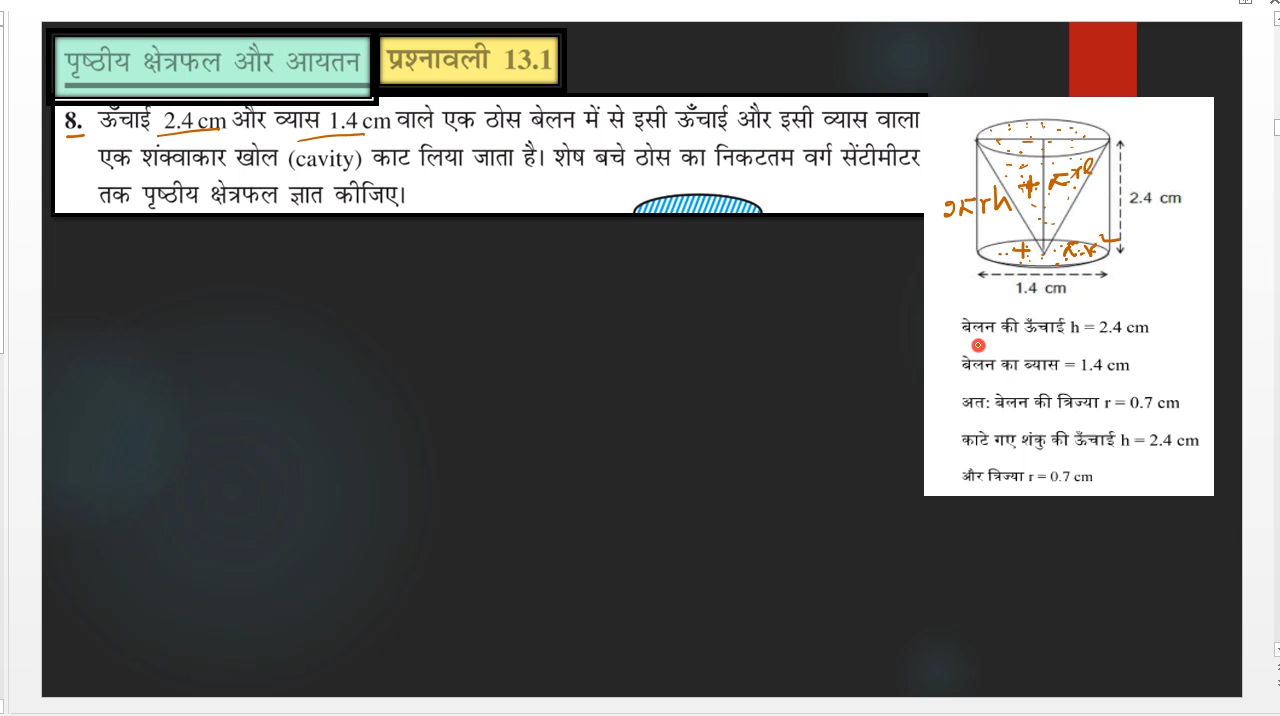 पृष्ठीय क्षेत्रफल और आयतन
प्रश्नावली 13.1
8. ऊँचाई 2.4 cm और व्यास 1.4 cm वाले एक ठोस बेलन में से इसी ऊँचाई और इसी व्यास वाला
एक शंक्वाकार खोल (cavity) काट लिया जाता है। शेष बचे ठोस का निकटतम वर्ग सेंटीमीटर
तक पृष्ठीय क्षेत्रफल ज्ञात कीजिए।
2πrh + πrl
+ πr²
2.4 cm
1.4 cm
बेलन की ऊँचाई h = 2.4 cm
बेलन का ब्यास = 1.4 cm
अत: बेलन की त्रिज्या r = 0.7 cm
काटे गए शंकु की ऊँचाई h = 2.4 cm
और त्रिज्या r = 0.7 cm